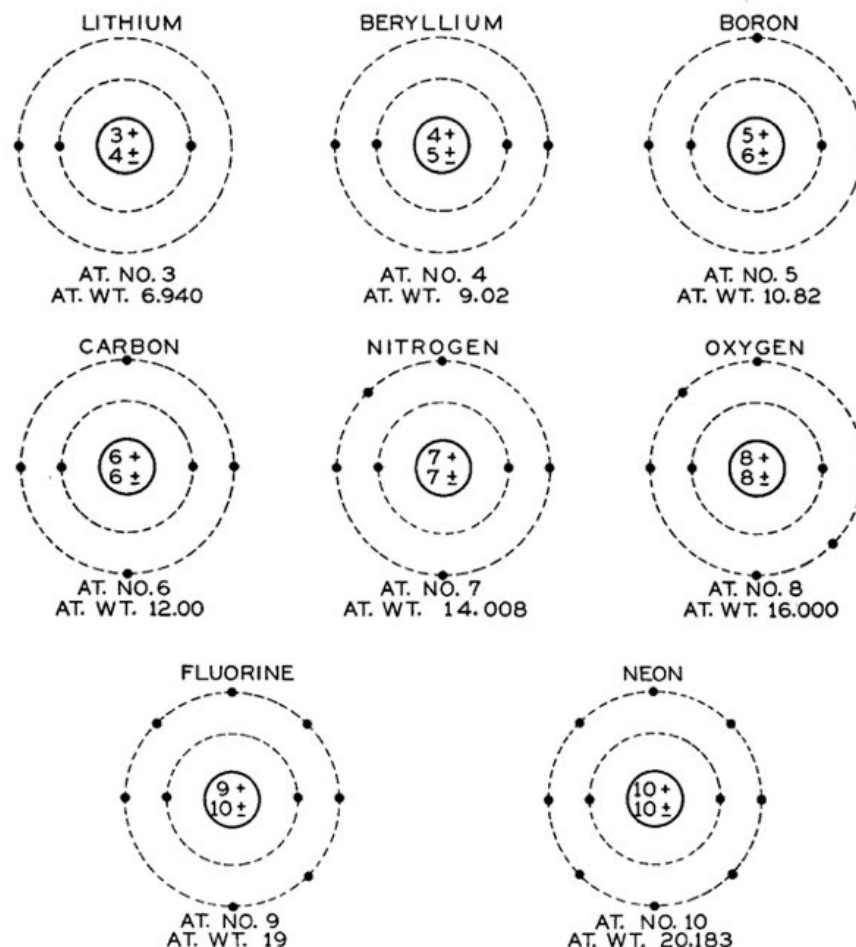 LITHIUM
3 +
4 ±
AT. NO. 3
AT. WT. 6.940
BERYLLIUM
4 +
5 ±
AT. NO. 4
AT. WT. 9.02
BORON
5 +
6 ±
AT. NO. 5
AT. WT. 10.82
CARBON
6 +
6 ±
AT. NO. 6
AT. WT. 12.00
NITROGEN
7 +
7 ±
AT. NO. 7
AT. WT. 14.008
OXYGEN
8 +
8 ±
AT. NO. 8
AT. WT. 16.000
FLUORINE
9 +
10 ±
AT. NO. 9
AT. WT. 19
NEON
10 +
10 ±
AT. NO. 10
AT. WT. 20.183